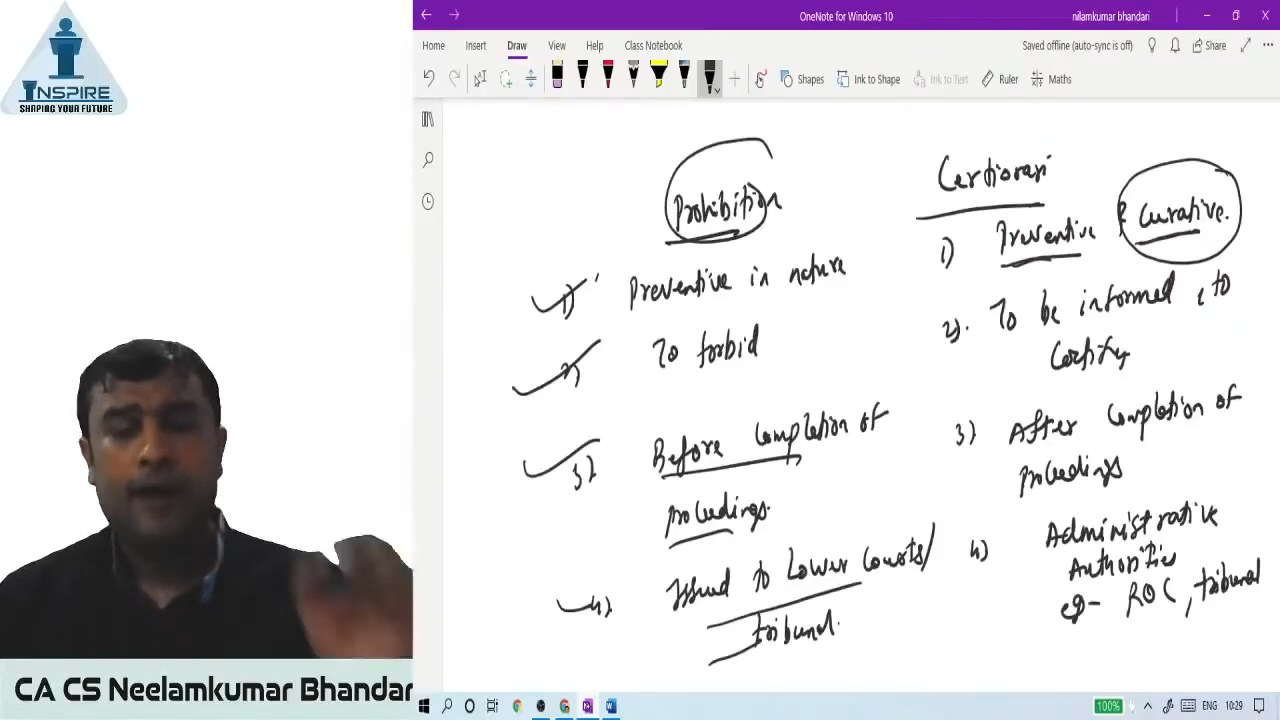 INSPIRE
SHAPING YOUR FUTURE
OneNote for Windows 10
nilamkumar bhandari
Home Insert Draw View Help Class Notebook
Saved offline (auto-sync is off)
Share
Shapes
Ink to Shape
Ink to Text
Ruler
Maths
Prohibition
1) Preventive in nature
2) To forbid
3) Before Completion of
Proceedings.
4) Issued to Lower Courts/
tribunal.
Certiorari
1) Preventive & Curative.
2). To be informed & to
Certify
3) After Completion of
Proceedings
4) Administrative
Authorities
eg- ROC, tribunal
CA CS Neelamkumar Bhandar
100%
ENG
10:29